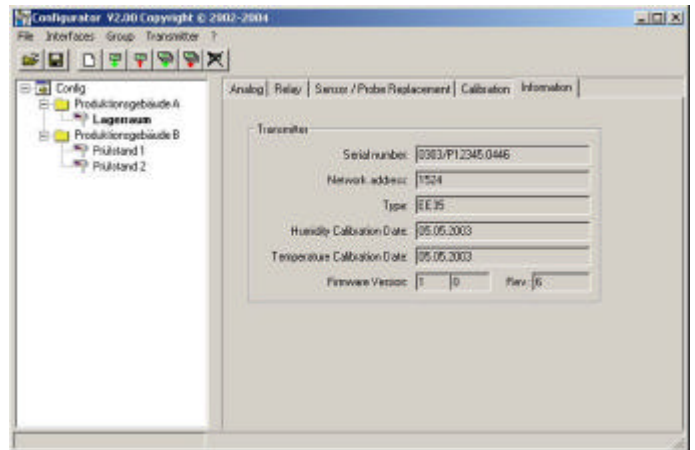 Configurator V2.00 Copyright © 2002-2004
File Interfaces Group Transmitter ?
Config
Produktionsgebäude A
Lagerraum
Produktionsgebäude B
Prüfstand 1
Prüfstand 2
Analog Relay Sensor / Probe Replacement Calibration Information
Transmitter
Serial number: 0303/P12345.0446
Network address: 1524
Type:
Humidity Calibration Date: 05.05.2003
Temperature Calibration Date: 05.05.2003
Firmware Version: 1 0 Rev.: 6